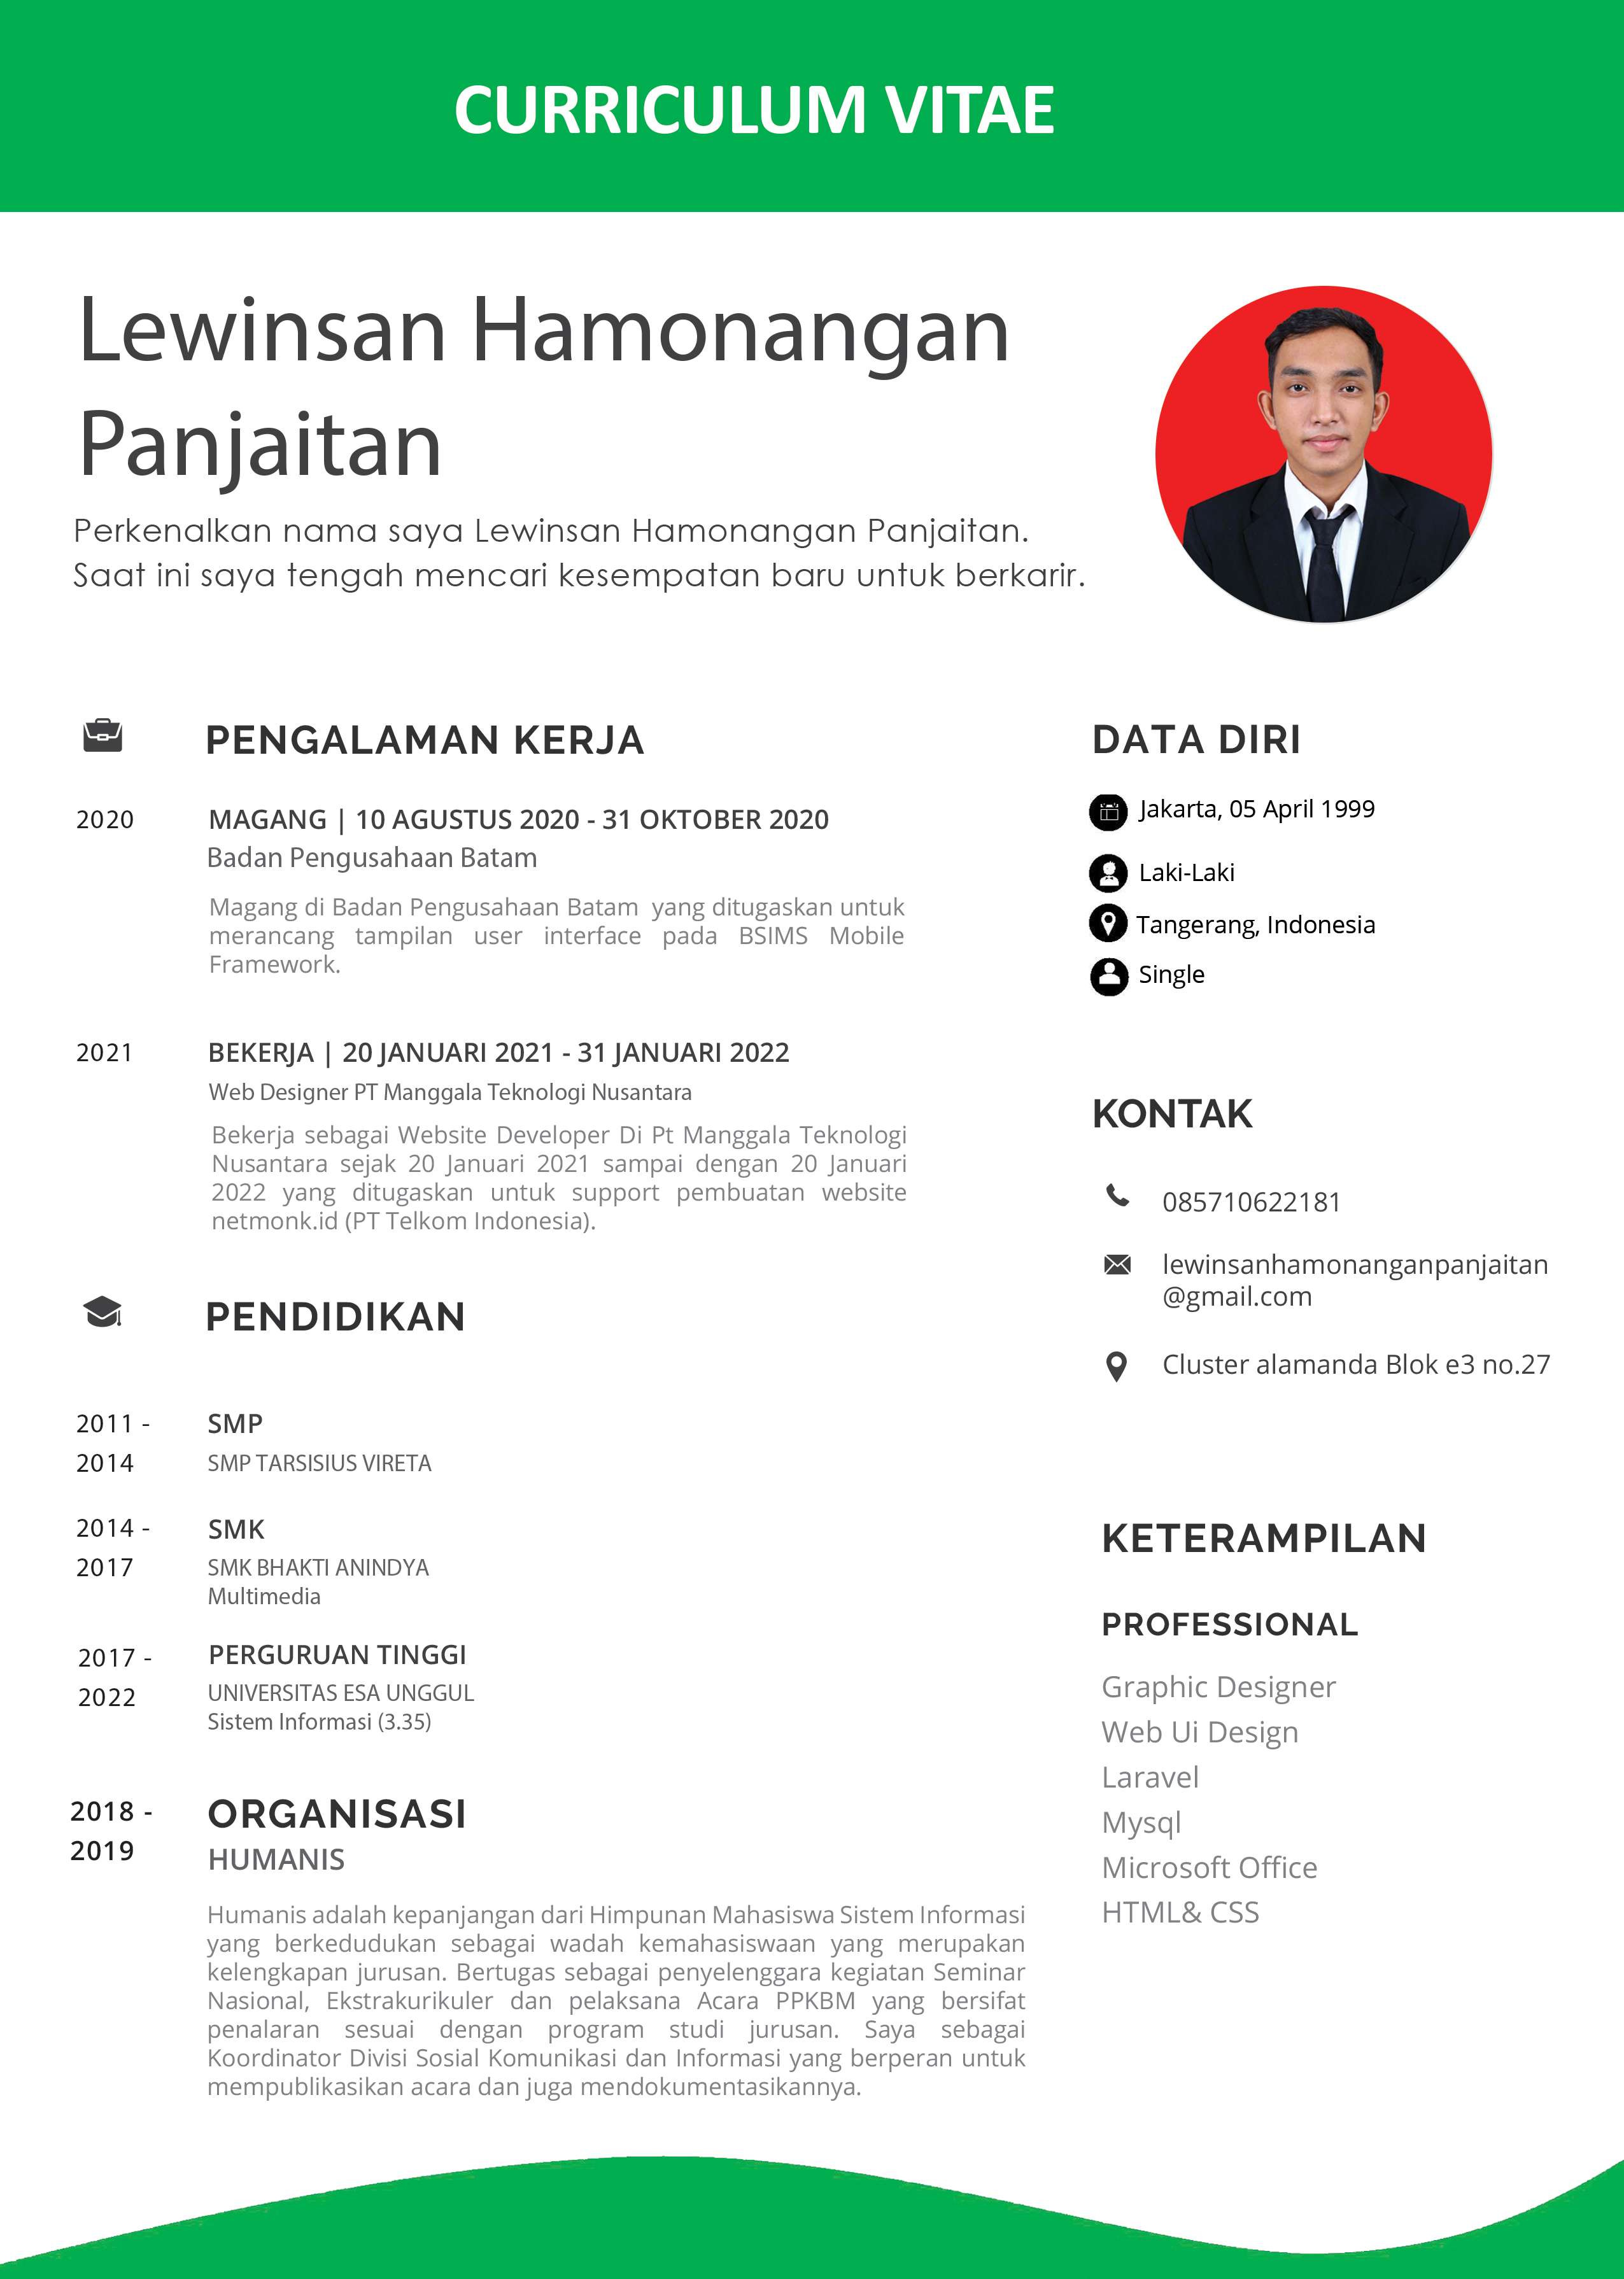 CURRICULUM VITAE
Lewinsan Hamonangan
Panjaitan
Perkenalkan nama saya Lewinsan Hamonangan Panjaitan.
Saat ini saya tengah mencari kesempatan baru untuk berkarir.
PENGALAMAN KERJA
2020
MAGANG | 10 AGUSTUS 2020 - 31 OKTOBER 2020
Badan Pengusahaan Batam
Magang di Badan Pengusahaan Batam yang ditugaskan untuk
merancang tampilan user interface pada BSIMS Mobile
Framework.
2021
BEKERJA | 20 JANUARI 2021 - 31 JANUARI 2022
Web Designer PT Manggala Teknologi Nusantara
Bekerja sebagai Website Developer Di Pt Manggala Teknologi
Nusantara sejak 20 Januari 2021 sampai dengan 20 Januari
2022 yang ditugaskan untuk support pembuatan website
netmonk.id (PT Telkom Indonesia).
PENDIDIKAN
2011 -
2014
SMP
SMP TARSISIUS VIRETA
2014 -
2017
SMK
SMK BHAKTI ANINDYA
Multimedia
2017 -
2022
PERGURUAN TINGGI
UNIVERSITAS ESA UNGGUL
Sistem Informasi (3.35)
2018 -
2019
ORGANISASI
HUMANIS
Humanis adalah kepanjangan dari Himpunan Mahasiswa Sistem Informasi
yang berkedudukan sebagai wadah kemahasiswaan yang merupakan
kelengkapan jurusan. Bertugas sebagai penyelenggara kegiatan Seminar
Nasional, Ekstrakurikuler dan pelaksana Acara PPKBM yang bersifat
penalaran sesuai dengan program studi jurusan. Saya sebagai
Koordinator Divisi Sosial Komunikasi dan Informasi yang berperan untuk
mempublikasikan acara dan juga mendokumentasikannya.
DATA DIRI
Jakarta, 05 April 1999
Laki-Laki
Tangerang, Indonesia
Single
KONTAK
085710622181
lewinsanhamonanganpanjaitan
@gmail.com
Cluster alamanda Blok e3 no.27
KETERAMPILAN
PROFESSIONAL
Graphic Designer
Web Ui Design
Laravel
Mysql
Microsoft Office
HTML& CSS